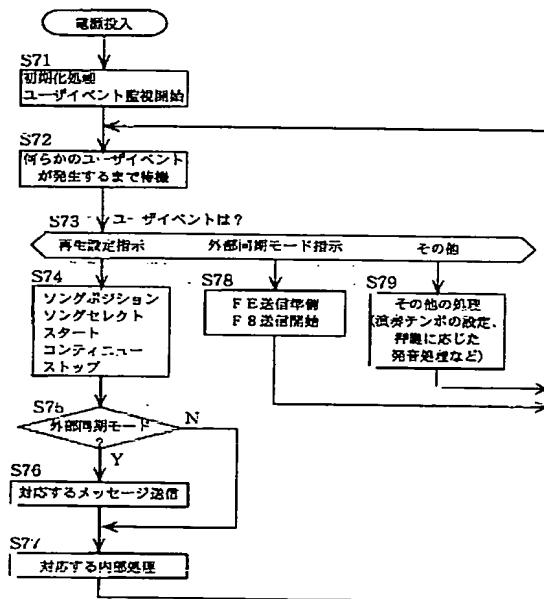 電源投入
S71
初期化処理
ユーザイベント監視開始
S72
何らかのユーザイベント
が発生するまで待機
S73
ユーザイベントは?
再生設定指示 外部同期モード指示 その他
S74
ソングポジション
ソングセレクト
スタート
コンティニュー
ストップ
S78
FE送信準備
F8送信開始
S79
その他の処理
(演奏テンポの設定、
押鍵に応じた
発音処理など)
S75
外部同期モード
?
N
Y
S76
対応するメッセージ送信
S77
対応する内部処理